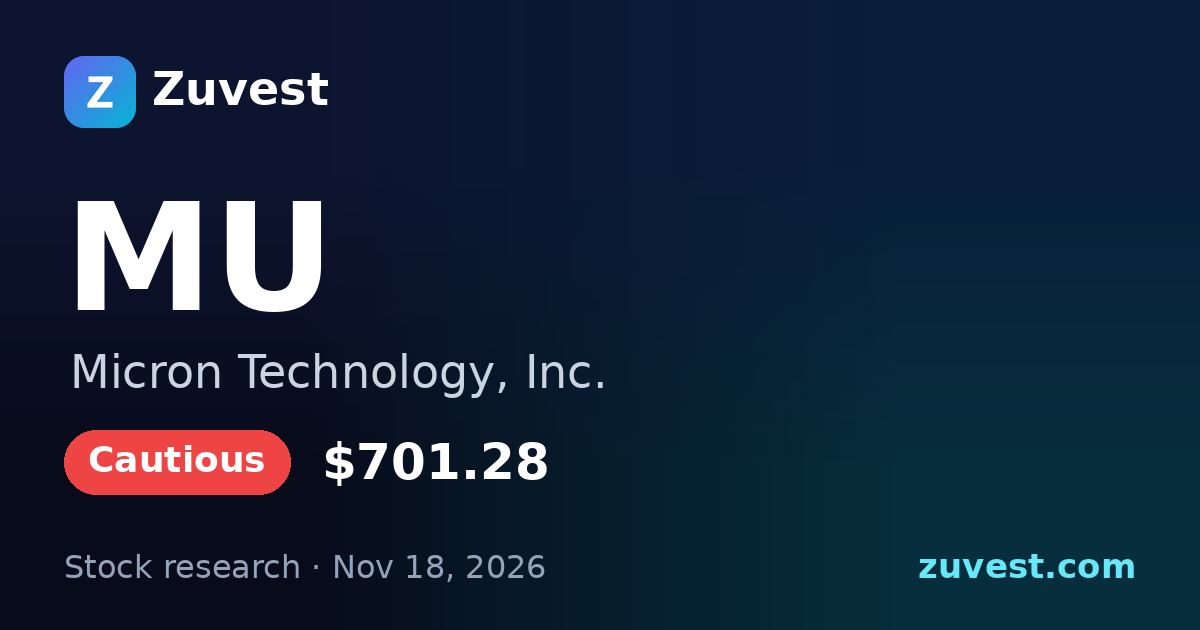 Z Zuvest
MU
Micron Technology, Inc.
Cautious $701.28
Stock research · Nov 18, 2026 zuvest.com